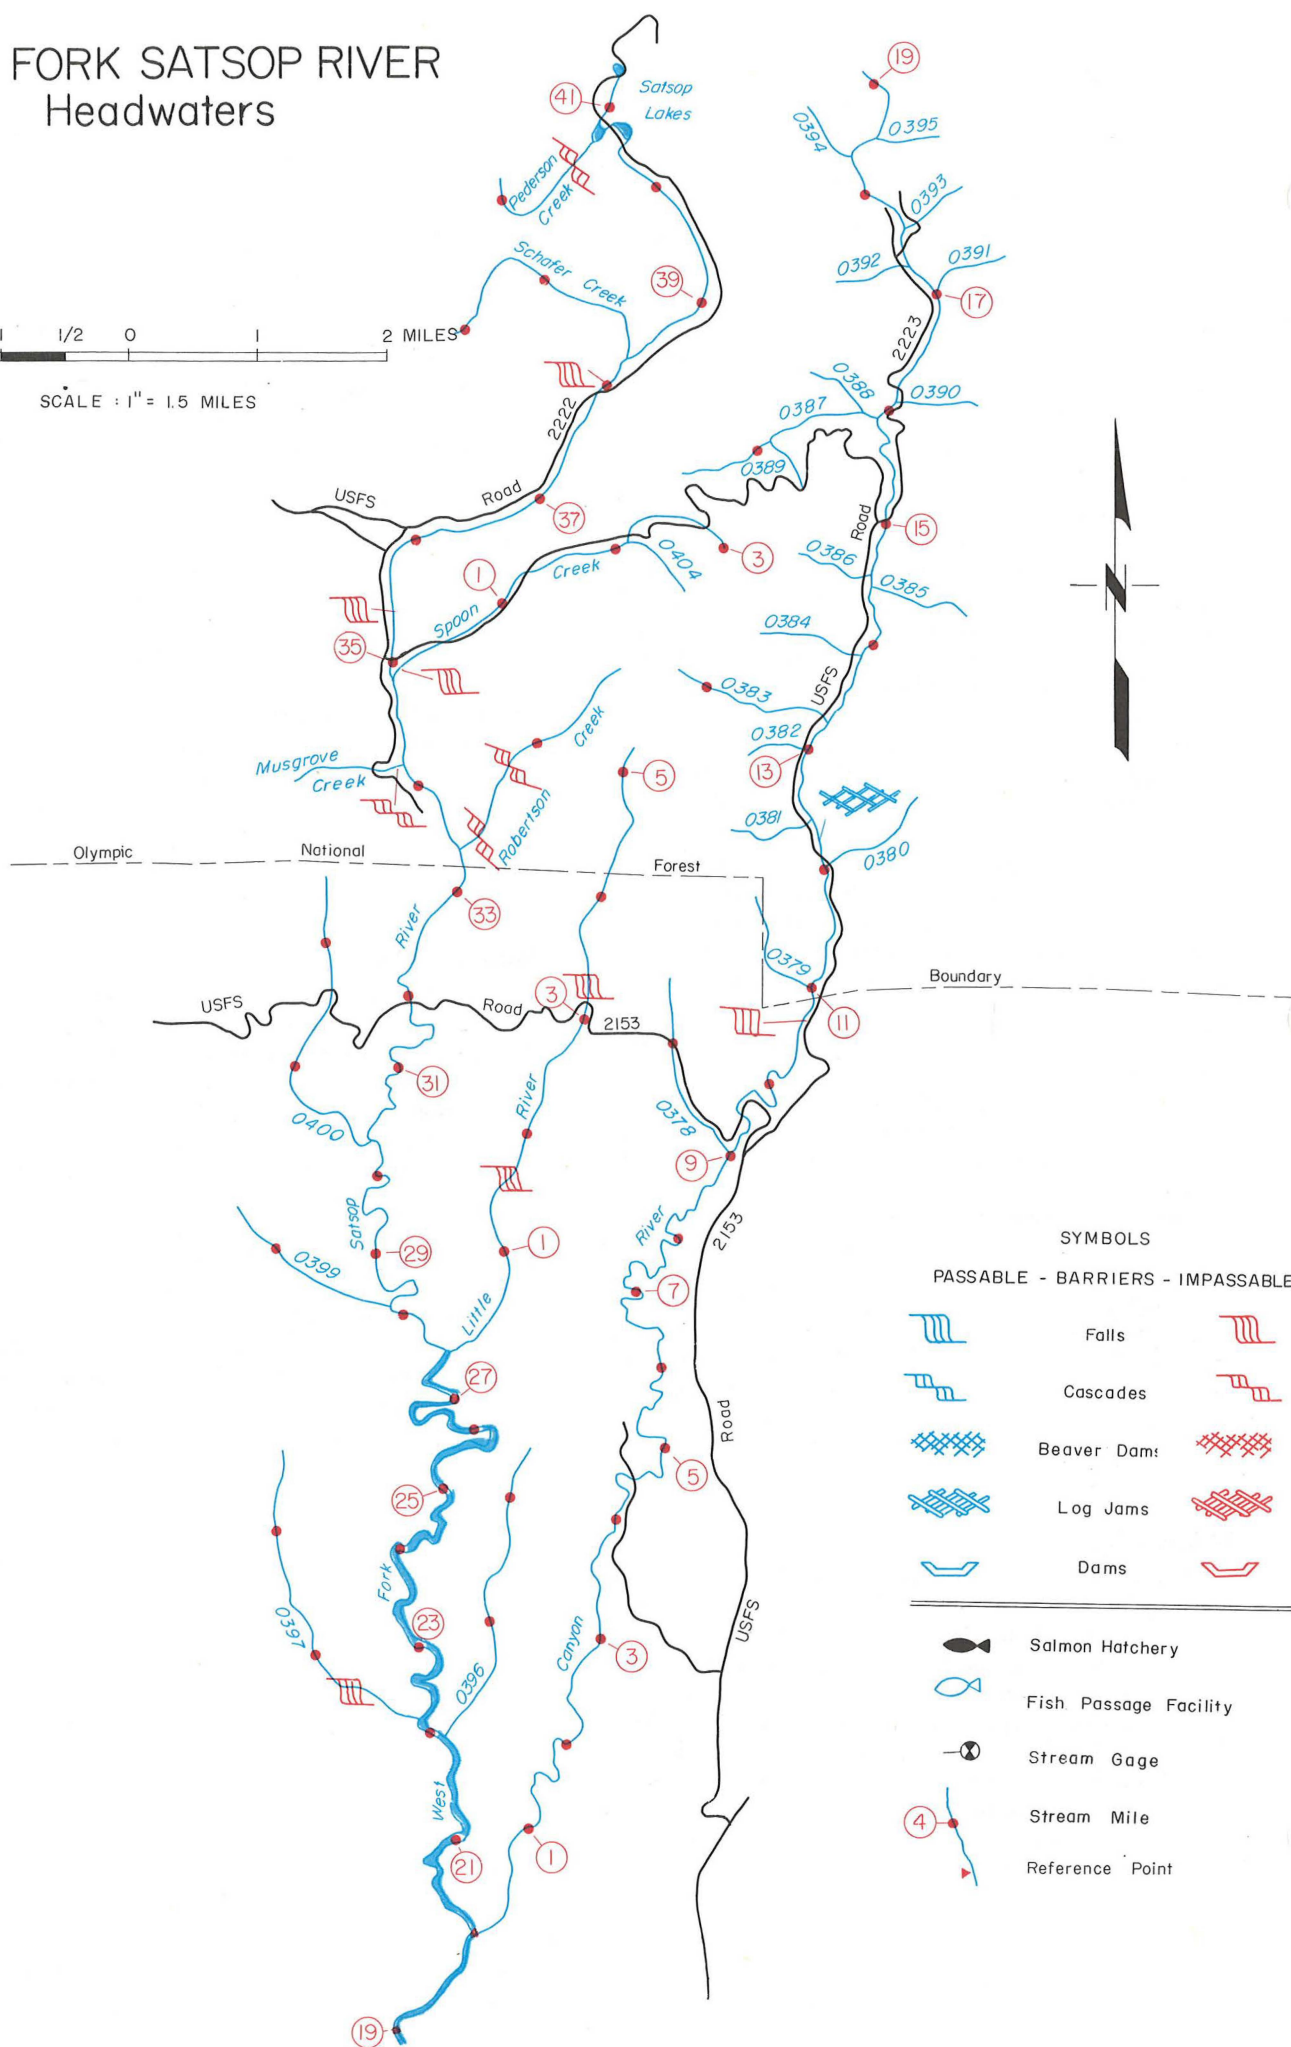 FORK SATSOP RIVER
Headwaters
19
41
Satsop
Lakes
0394
0395
Pederson
Creek
0393
Schafer Creek
39
0392
0391
17
1 1/2 0 1 2 MILES
SCALE : 1" = 1.5 MILES
2223
0388
0390
0387
2222
0389
USFS Road
37
Road
15
0404
3
0386
1
Creek
0385
Spoon
0384
35
USFS
0383
0382
Creek
Musgrove
Creek
5
13
Robertson
0381
0380
Olympic National Forest
33
River
0379
Boundary
USFS Road
3
2153
11
31
River
0378
0400
9
Satsop
River
2153
SYMBOLS
29
1
0399
PASSABLE - BARRIERS - IMPASSABLE
Little
7
Falls
27
Cascades
Road
Beaver Dams
5
25
Log Jams
Fork
Dams
USFS
0397
23
Canyon
3
Salmon Hatchery
0396
Fish Passage Facility
Stream Gage
West
4
Stream Mile
21
1
Reference Point
19